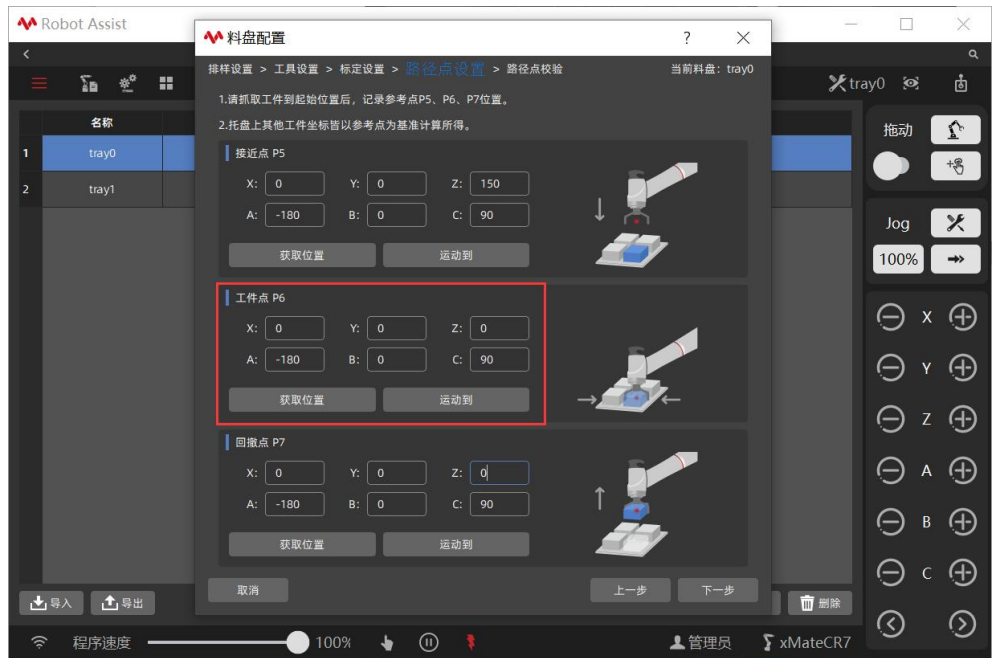 Robot Assist
料盘配置
? 
排样设置 > 工具设置 > 标定设置 > 路径点设置 > 路径点校验
当前料盘：tray0
tray0
1.请抓取工件到起始位置后，记录参考点P5、P6、P7位置。
2.托盘上其他工件坐标皆以参考点为基准计算所得。
名称
1 tray0
2 tray1
接近点 P5
X: 0 Y: 0 Z: 150
A: -180 B: 0 C: 90
获取位置 运动到
工件点 P6
X: 0 Y: 0 Z: 0
A: -180 B: 0 C: 90
获取位置 运动到
回撤点 P7
X: 0 Y: 0 Z: 0
A: -180 B: 0 C: 90
获取位置 运动到
取消 上一步 下一步
导入 导出 删除
拖动
Jog
100%
X
Y
Z
A
B
C
程序速度 100% 管理员 xMateCR7